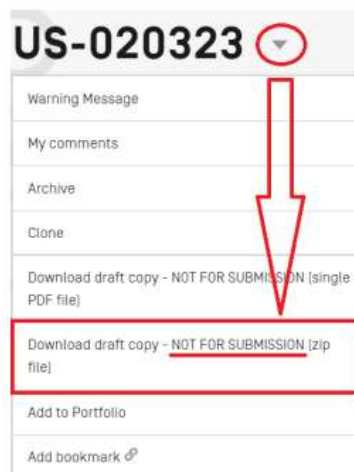 US-020323
Warning Message
My comments
Archive
Clone
Download draft copy - NOT FOR SUBMISSION (single
PDF file)
Download draft copy - NOT FOR SUBMISSION (zip
file)
Add to Portfolio
Add bookmark